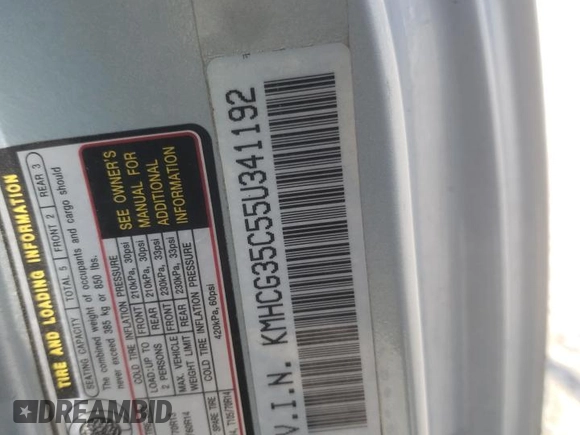 TIRE AND LOADING INFORMATION
SEATING CAPACITY TOTAL 5 FRONT 2 REAR 3
The combined weight of occupants and cargo should
never exceed 385 kg or 850 lbs.
COLD TIRE INFLATION PRESSURE
LOAD-UP TO 2 PERSONS
FRONT 210kPa, 30psi
REAR 210kPa, 30psi
MAX VEHICLE WEIGHT LIMIT
FRONT 230kPa, 33psi
REAR 230kPa, 33psi
COLD TIRE INFLATION PRESSURE
420kPa, 60psi
SPARE TIRE
T105/70R14
SEE OWNER'S
MANUAL FOR
ADDITIONAL
INFORMATION
V.I.N. KMHCG35C55U341192
DREAMBID